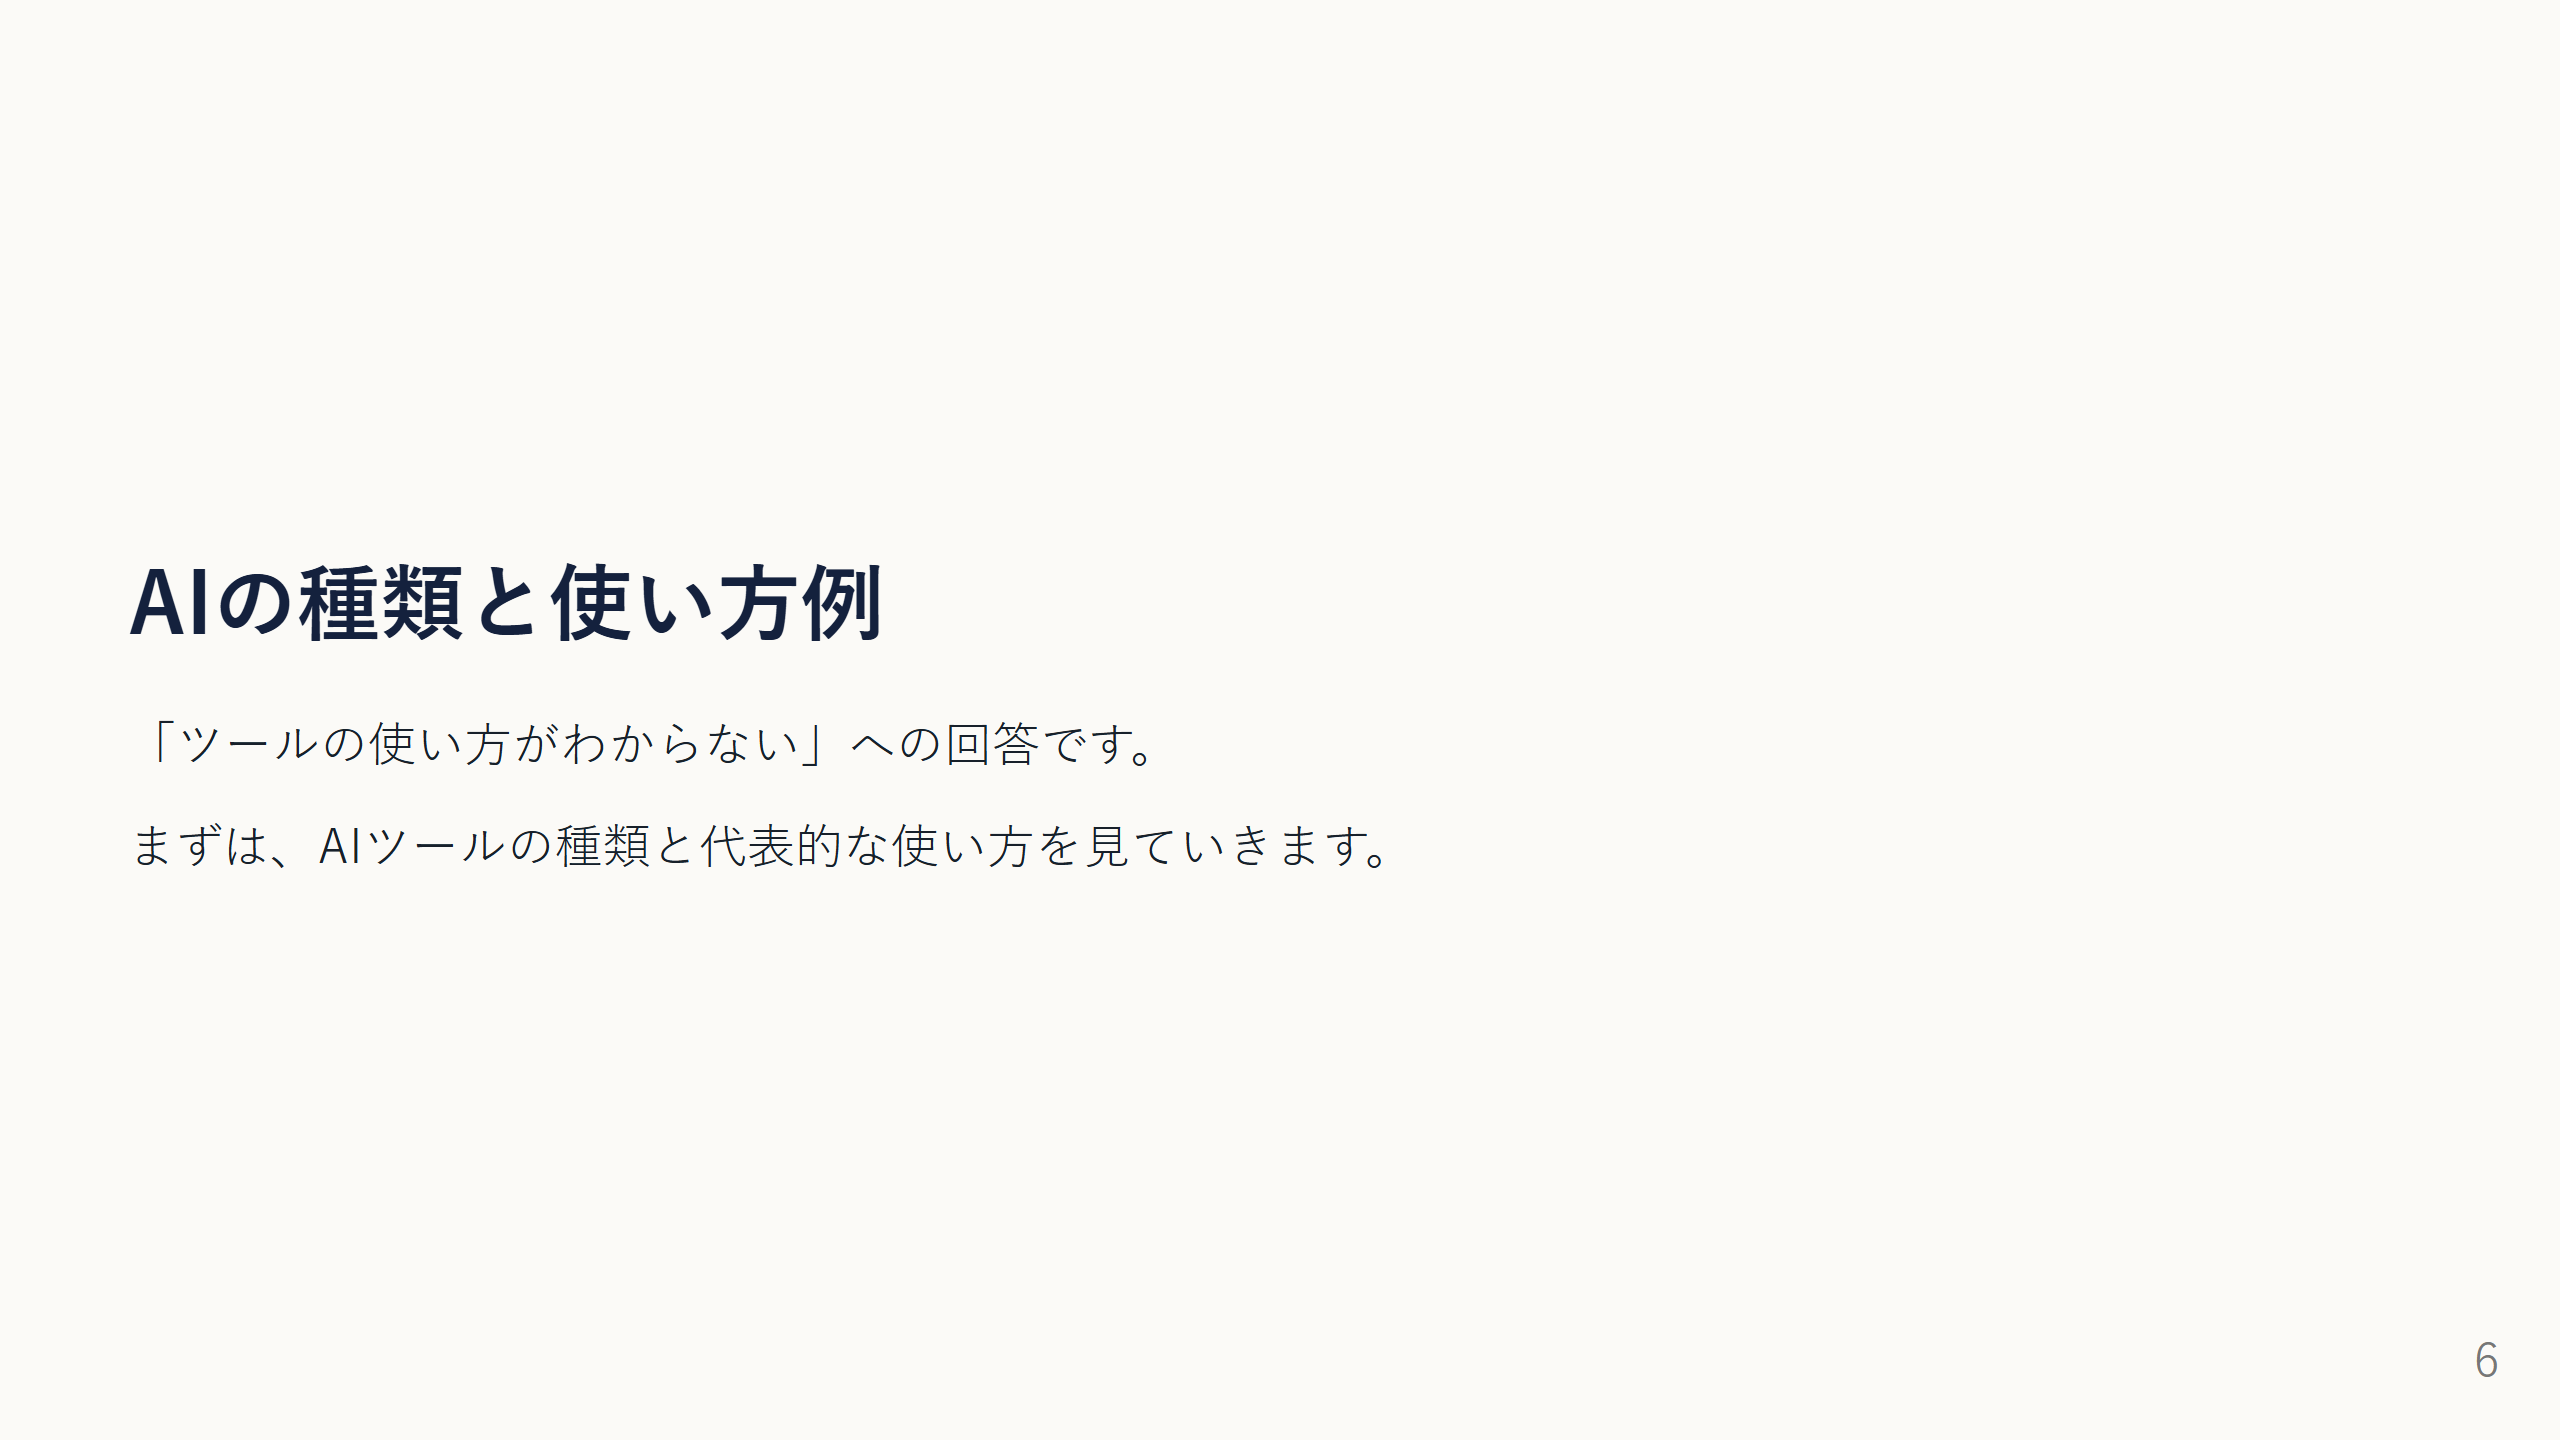 AIの種類と使い方例
「ツールの使い方がわからない」への回答です。
まずは、AIツールの種類と代表的な使い方を見ていきます。
6